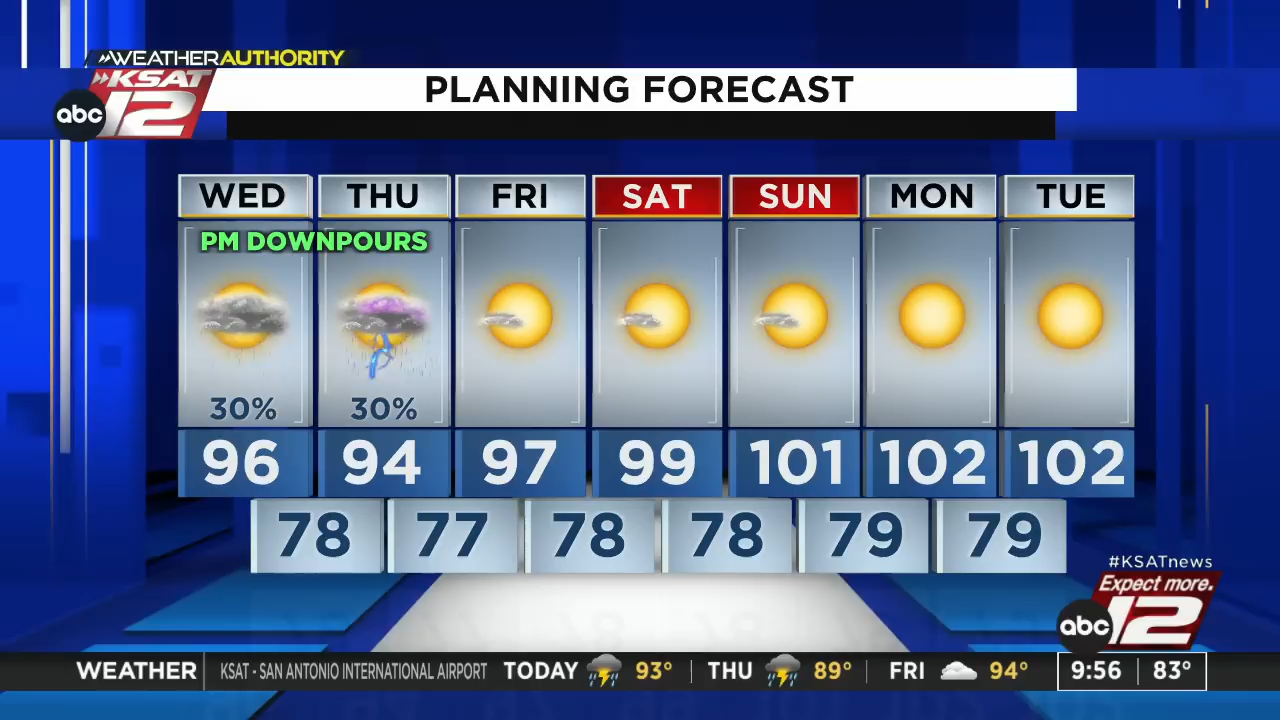 WEATHERAUTHORITY
KSAT
abc 12
PLANNING FORECAST
WED THU FRI SAT SUN MON TUE
PM DOWNPOURS
30% 30%
96 94 97 99 101 102 102
78 77 78 78 79 79
#KSATnews
Expect more.
abc 12
WEATHER KSAT - SAN ANTONIO INTERNATIONAL AIRPORT TODAY 93° THU 89° FRI 94° 9:56 83°